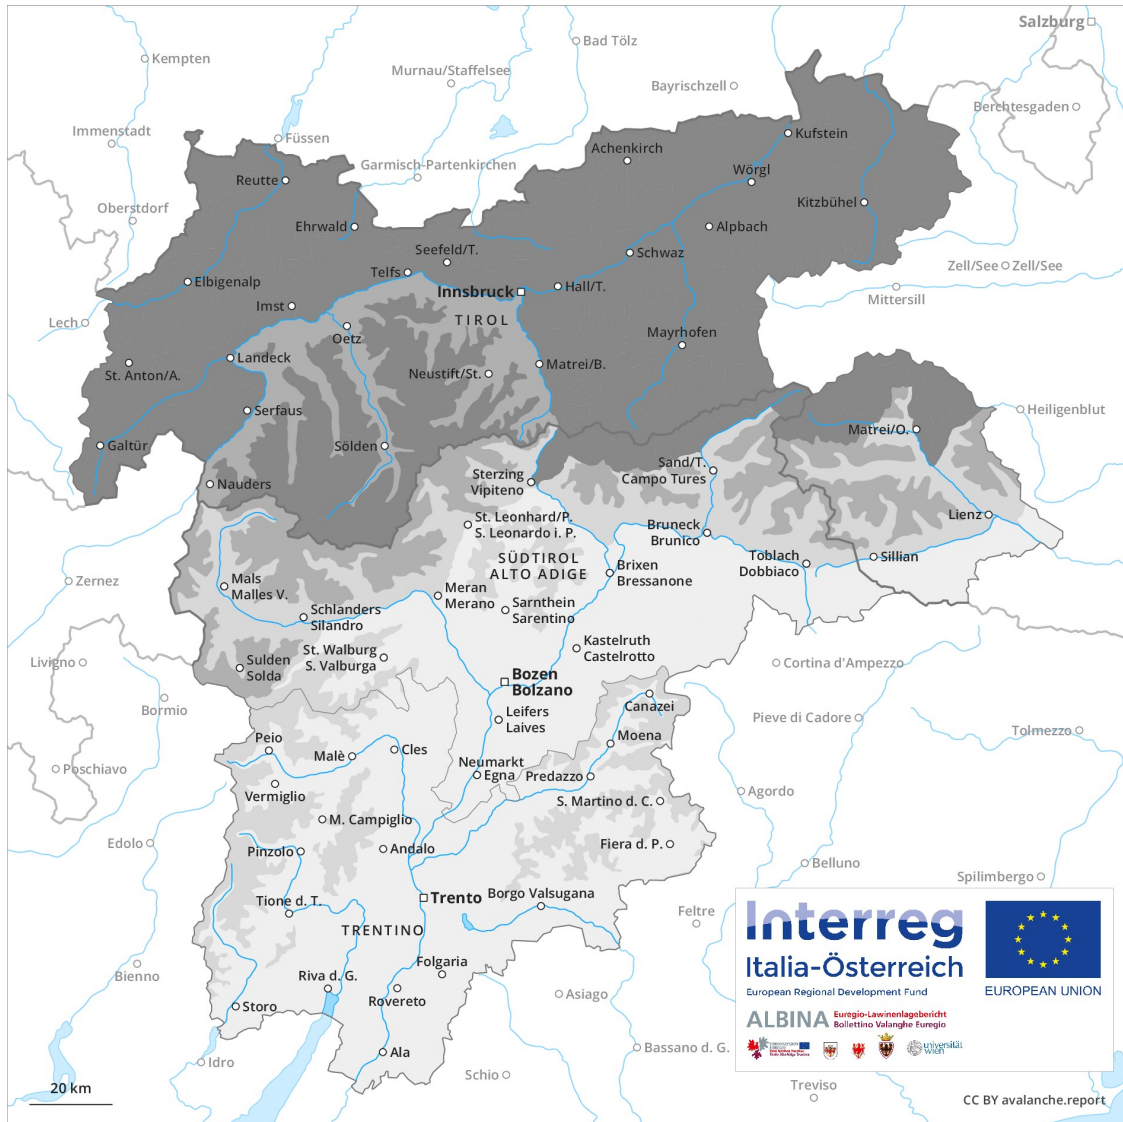 Salzburg
Bad Tölz
Kempten
Murnau/Staffelsee
Bayrischzell
Berchtesgaden
Immenstadt
Füssen
Kufstein
Achenkirch
Garmisch-Partenkirchen
Wörgl
Reutte
Oberstdorf
Kitzbühel
Ehrwald
Alpbach
Seefeld/T.
Schwaz
Telfs
Zell/See
Zell/See
Elbigenalp
Innsbruck
Hall/T.
Mittersill
Imst
Lech
TIROL
Oetz
Mayrhofen
Landeck
Matrei/B.
St. Anton/A.
Neustift/St.
Serfaus
Heiligenblut
Matrei/O.
Galtür
Sölden
Sterzing
Vipiteno
Sand/T.
Campo Tures
Nauders
St. Leonhard/P.
S. Leonardo i. P.
Lienz
Bruneck
Brunico
SÜDTIROL
ALTO ADIGE
Toblach
Dobbiaco
Sillian
Brixen
Bressanone
Zernez
Mals
Malles V.
Meran
Merano
Sarnthein
Sarentino
Schlanders
Silandro
Kastelruth
Castelrotto
St. Walburg
S. Valburga
Livigno
Sulden
Solda
Cortina d'Ampezzo
Bozen
Bolzano
Bormio
Canazei
Leifers
Laives
Pieve di Cadore
Tolmezzo
Peio
Moena
Cles
Malè
Poschiavo
Neumarkt
Egna
Predazzo
Vermiglio
Agordo
S. Martino d. C.
M. Campiglio
Edolo
Pinzolo
Andalo
Fiera d. P.
Belluno
Spilimbergo
Tione d. T.
Trento
Borgo Valsugana
Feltre
TRENTINO
Interreg
Italia-Österreich
European Regional Development Fund
EUROPEAN UNION
Bienno
Folgaria
Riva d. G.
Rovereto
Asiago
Storo
ALBINA
Euregio-Lawinenlagebericht
Bollettino Valanghe Euregio
universität
wien
Ala
Idro
Bassano d. G.
Schio
Treviso
20 km
CC BY avalanche.report